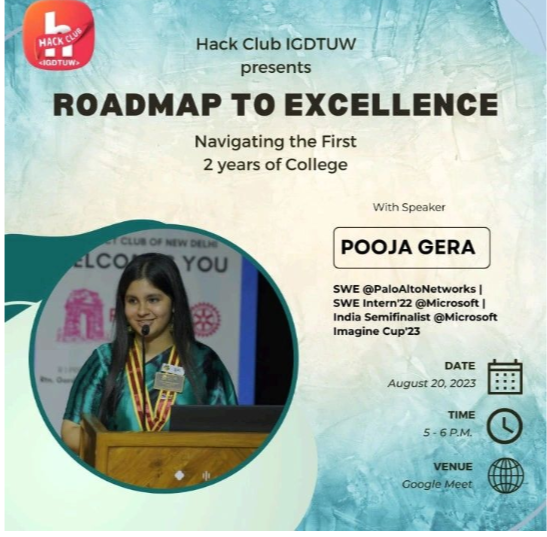 HACK CLUB
<IGDTUW>
Hack Club IGDTUW
presents
ROADMAP TO EXCELLENCE
Navigating the First
2 years of College
With Speaker
POOJA GERA
SWE @PaloAltoNetworks |
SWE Intern'22 @Microsoft |
India Semifinalist @Microsoft
Imagine Cup'23
CLUB OF NEW DELHI
YOU
DATE
August 20, 2023
TIME
5 - 6 P.M.
VENUE
Google Meet